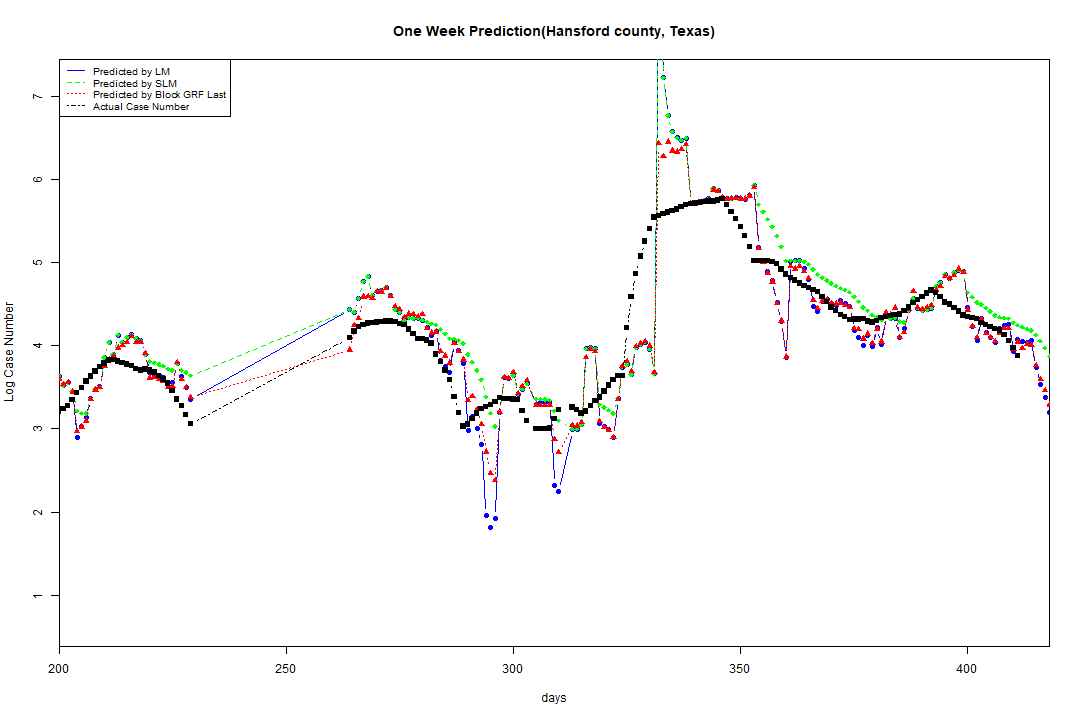 One Week Prediction(Hansford county, Texas)
Predicted by LM
Predicted by SLM
Predicted by Block GRF Last
Actual Case Number
7
6
5
4
3
2
1
Log Case Number
200 250 300 350 400
days